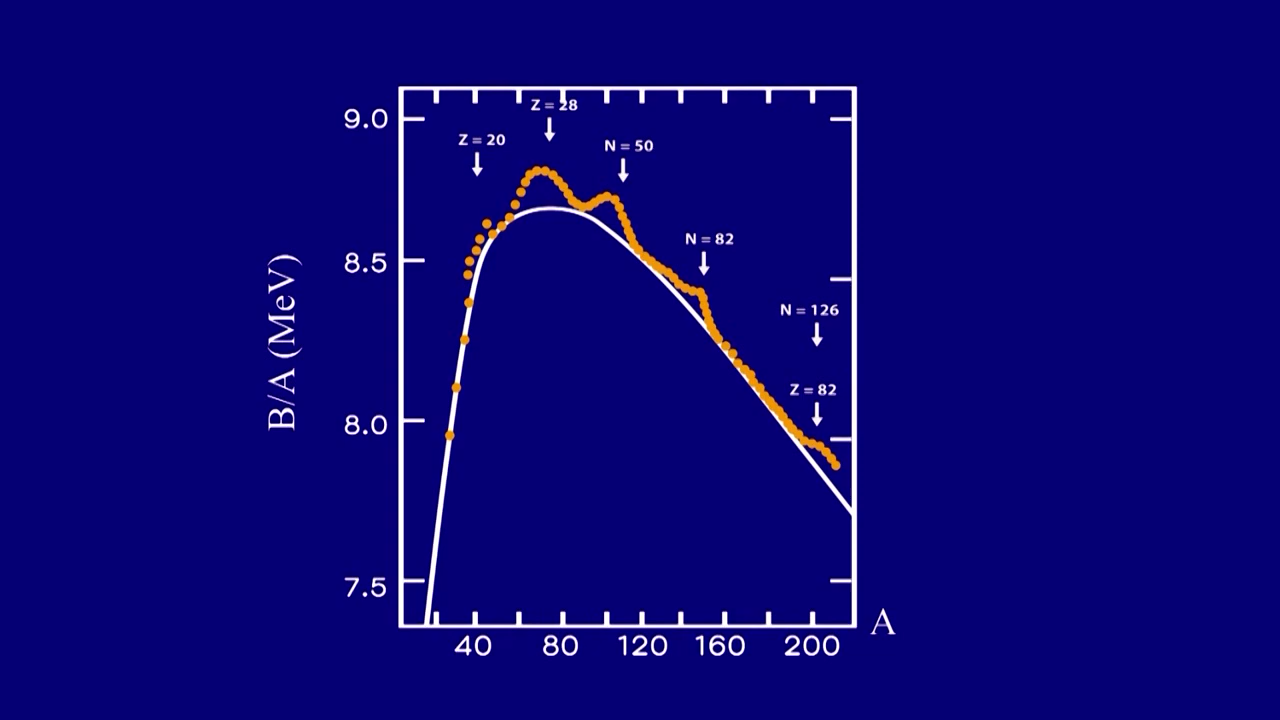 Z = 28
9.0
Z = 20
N = 50
N = 82
8.5
B/A (MeV)
N = 126
Z = 82
8.0
7.5
A
40 80 120 160 200